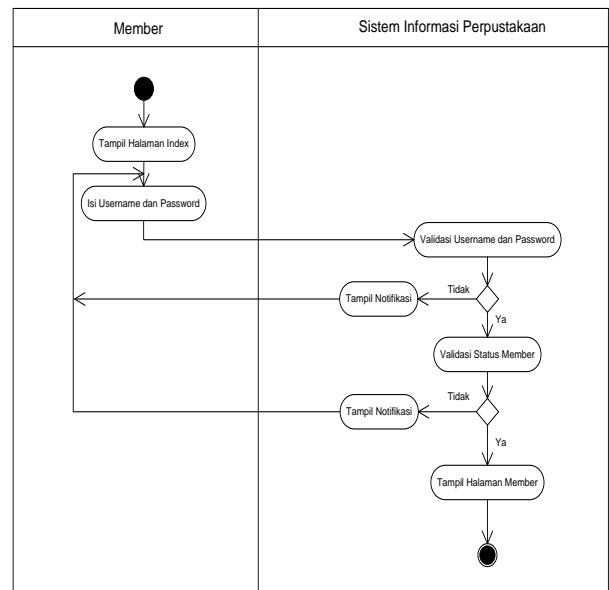 Member
Sistem Informasi Perpustakaan
Tampil Halaman Index
Isi Username dan Password
Validasi Username dan Password
Tidak
Tampil Notifikasi
Ya
Validasi Status Member
Tidak
Tampil Notifikasi
Ya
Tampil Halaman Member